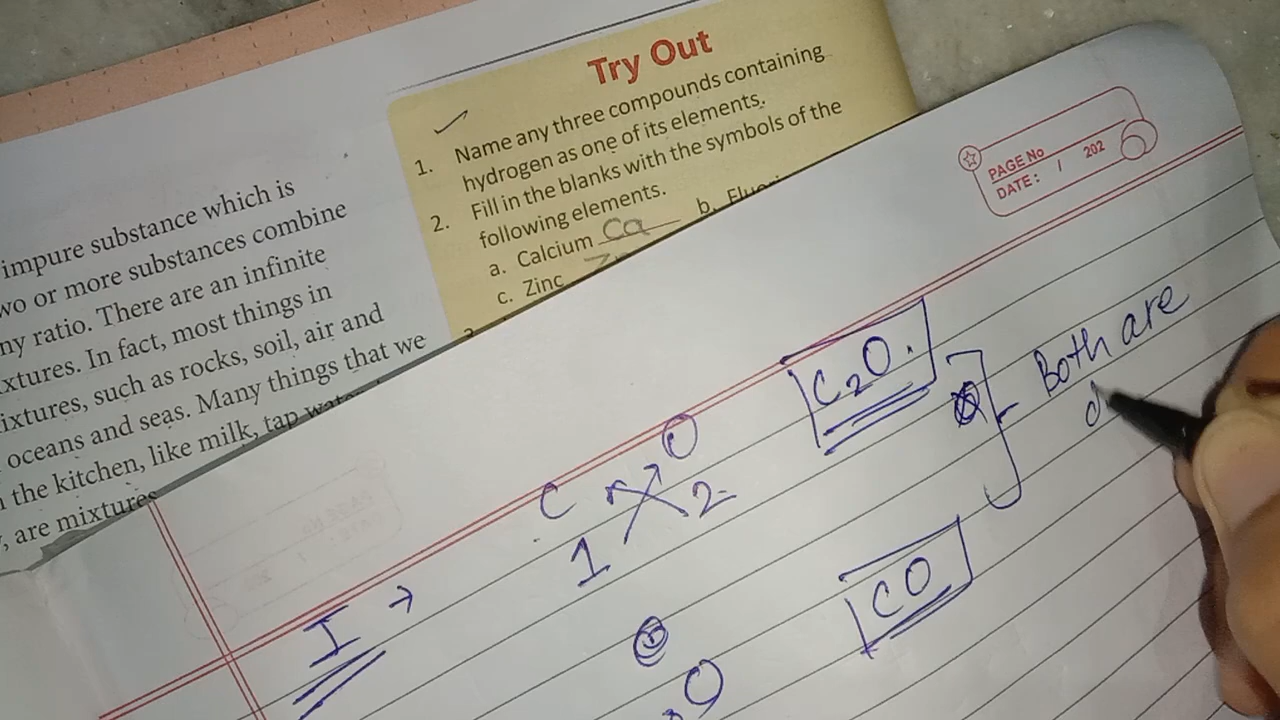 impure substance which is
wo or more substances combine
ny ratio. There are an infinite
xtures. In fact, most things in
ixtures, such as rocks, soil, air and
oceans and seas. Many things that we
the kitchen, like milk, tap
, are mixtures
Try Out
1. Name any three compounds containing
hydrogen as one of its elements.
2. Fill in the blanks with the symbols of the
following elements.
a. Calcium Ca b.
c. Zinc
PAGE No
DATE: / 202
C O
1 2
I →
C₂O.
CO
Both are
d
O